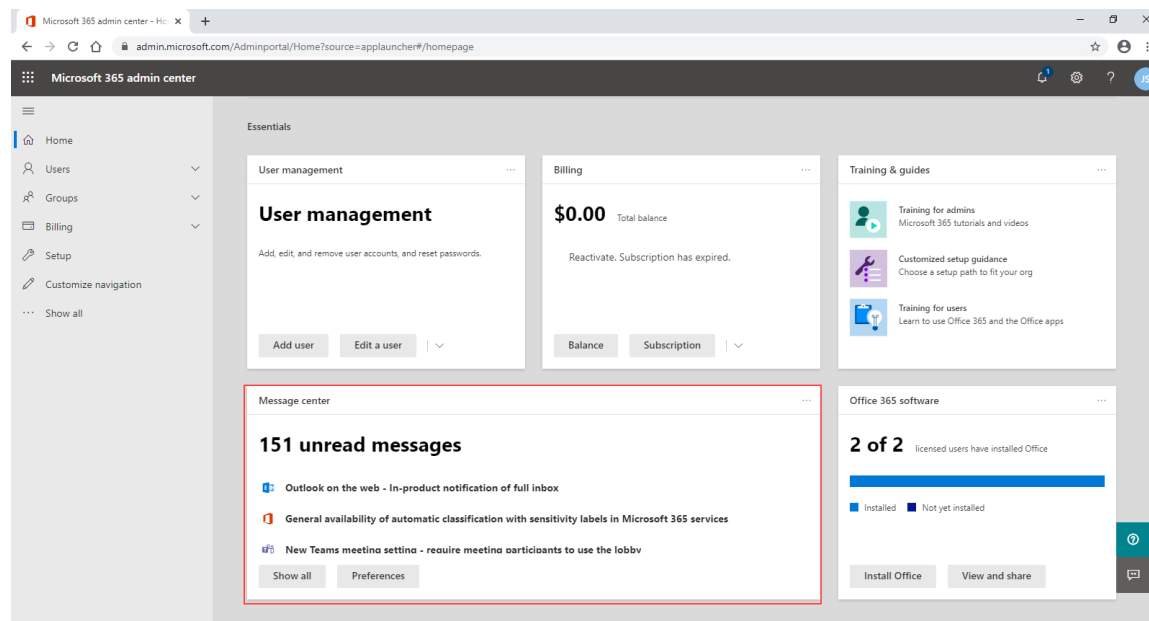 Microsoft 365 admin center - Ho
admin.microsoft.com/Adminportal/Home?source=applauncher#/homepage
Microsoft 365 admin center
1
?
JS
Home
Users
Groups
Billing
Setup
Customize navigation
Show all
Essentials
User management
User management
Add, edit, and remove user accounts, and reset passwords.
Add user
Edit a user
Billing
$0.00 Total balance
Reactivate. Subscription has expired.
Balance
Subscription
Training & guides
Training for admins
Microsoft 365 tutorials and videos
Customized setup guidance
Choose a setup path to fit your org
Training for users
Learn to use Office 365 and the Office apps
Message center
151 unread messages
Outlook on the web - In-product notification of full inbox
General availability of automatic classification with sensitivity labels in Microsoft 365 services
New Teams meeting setting - require meeting participants to use the lobby
Show all
Preferences
Office 365 software
2 of 2 licensed users have installed Office
Installed
Not yet installed
Install Office
View and share